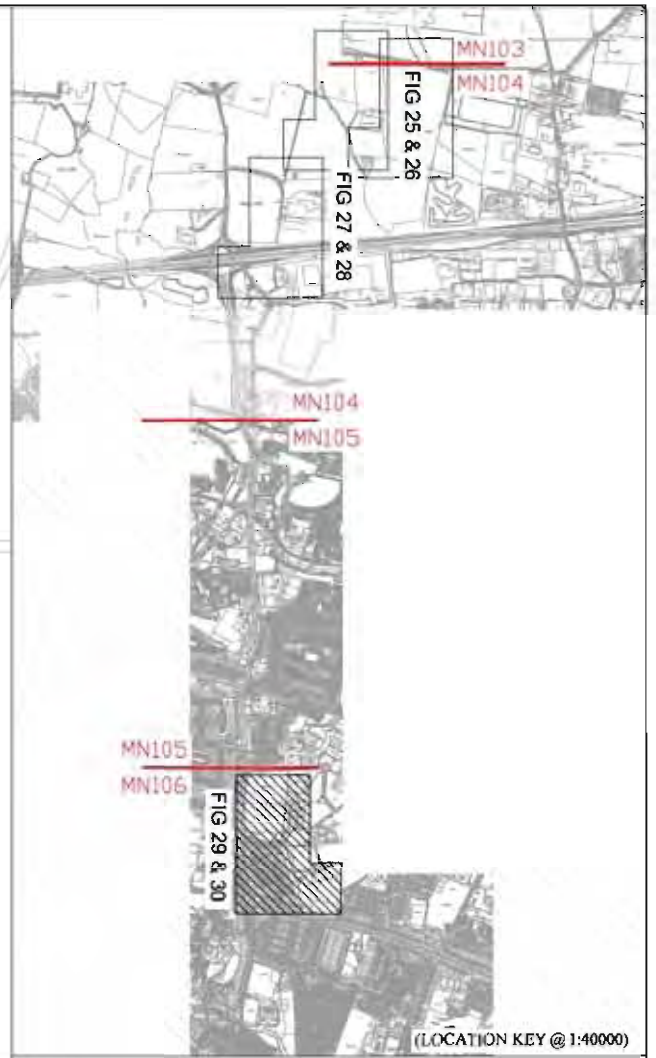 MN103
MN104
FIG 25 & 26
FIG 27 & 28
MN104
MN105
MN105
MN106
FIG 29 & 30
(LOCATION KEY @ 1:40000)